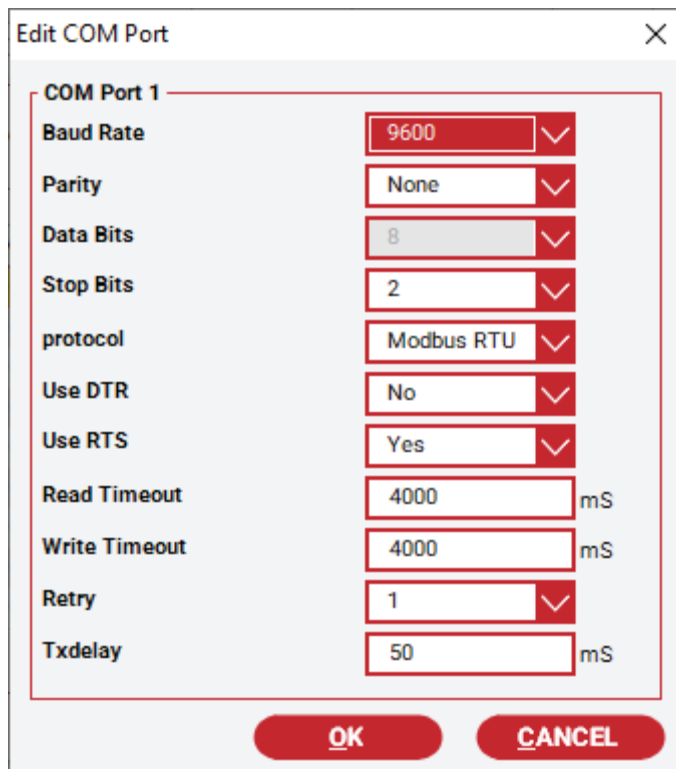 Edit COM Port
COM Port 1
Baud Rate 9600
Parity None
Data Bits 8
Stop Bits 2
protocol Modbus RTU
Use DTR No
Use RTS Yes
Read Timeout 4000 mS
Write Timeout 4000 mS
Retry 1
Txdelay 50 mS
OK CANCEL